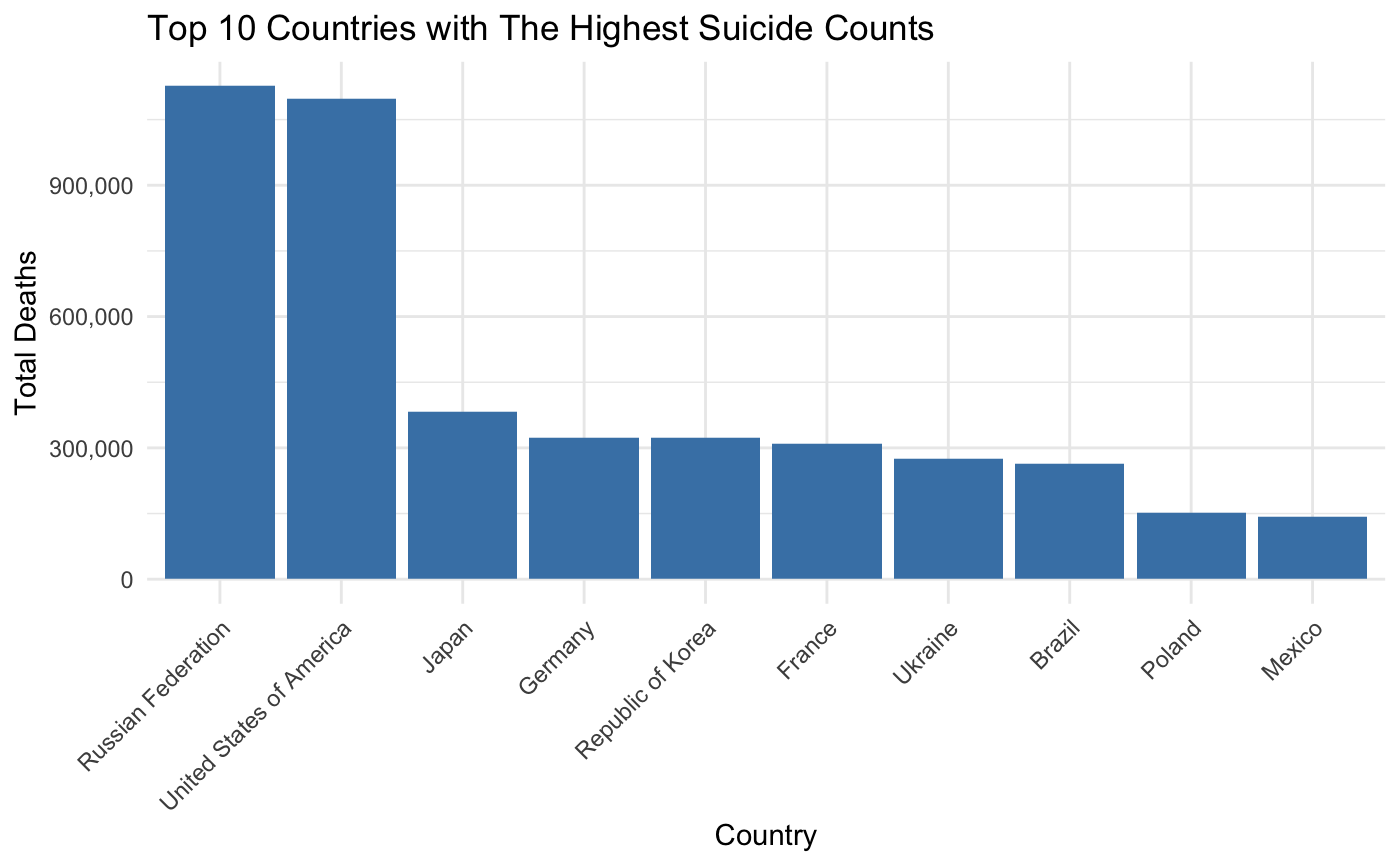 Top 10 Countries with The Highest Suicide Counts
Total Deaths
900,000
600,000
300,000
0
Russian Federation
United States of America
Japan
Germany
Republic of Korea
France
Ukraine
Brazil
Poland
Mexico
Country